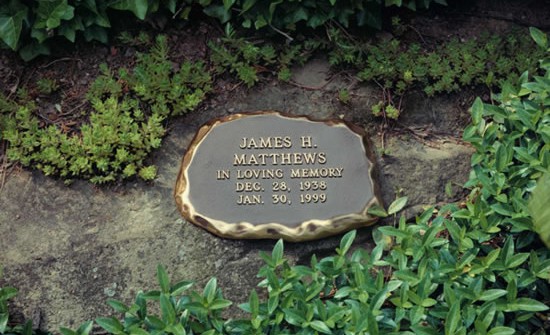 JAMES H.
MATTHEWS
IN LOVING MEMORY
DEC. 28, 1938
JAN. 30, 1999